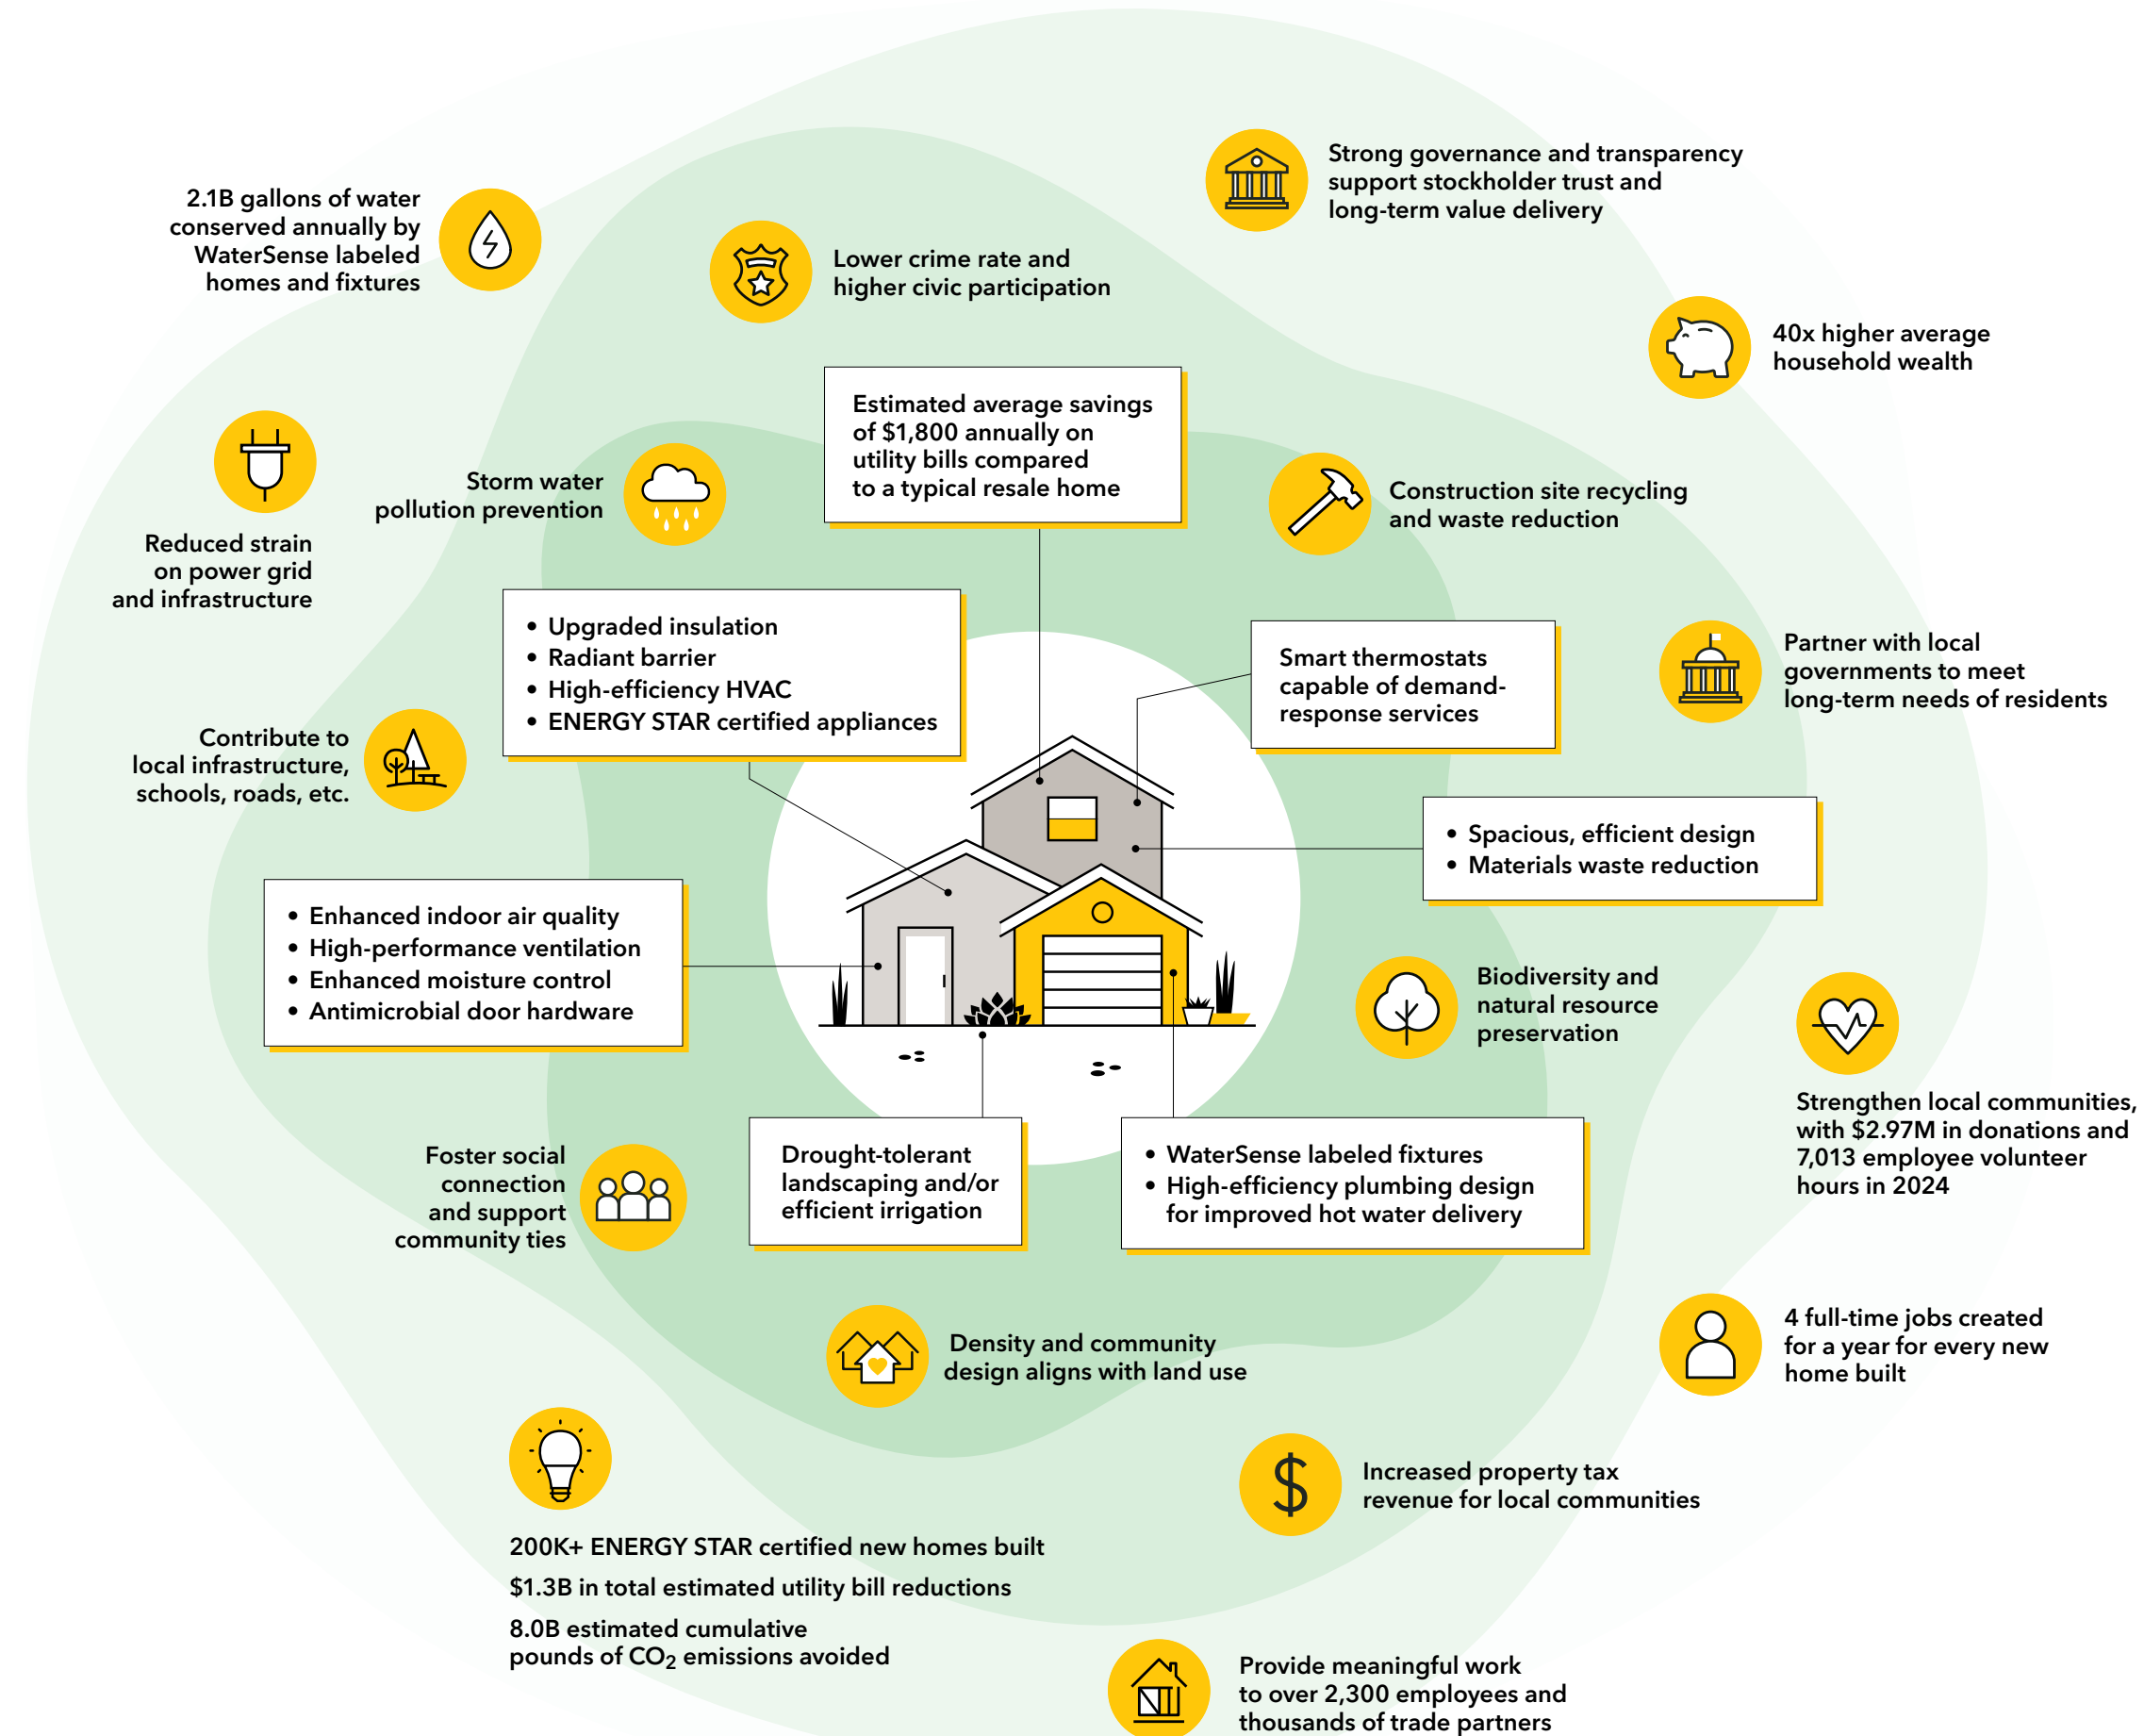 Strong governance and transparency
support stockholder trust and
long-term value delivery
2.1B gallons of water
conserved annually by
WaterSense labeled
homes and fixtures
Lower crime rate and
higher civic participation
40x higher average
household wealth
Estimated average savings
of $1,800 annually on
utility bills compared
to a typical resale home
Storm water
pollution prevention
Construction site recycling
and waste reduction
Reduced strain
on power grid
and infrastructure
• Upgraded insulation
• Radiant barrier
• High-efficiency HVAC
• ENERGY STAR certified appliances
Smart thermostats
capable of demand-
response services
Partner with local
governments to meet
long-term needs of residents
Contribute to
local infrastructure,
schools, roads, etc.
• Spacious, efficient design
• Materials waste reduction
• Enhanced indoor air quality
• High-performance ventilation
• Enhanced moisture control
• Antimicrobial door hardware
Biodiversity and
natural resource
preservation
Strengthen local communities,
with $2.97M in donations and
7,013 employee volunteer
hours in 2024
Foster social
connection
and support
community ties
Drought-tolerant
landscaping and/or
efficient irrigation
• WaterSense labeled fixtures
• High-efficiency plumbing design
for improved hot water delivery
4 full-time jobs created
for a year for every new
home built
Density and community
design aligns with land use
$
Increased property tax
revenue for local communities
200K+ ENERGY STAR certified new homes built
$1.3B in total estimated utility bill reductions
8.0B estimated cumulative
pounds of CO2 emissions avoided
Provide meaningful work
to over 2,300 employees and
thousands of trade partners